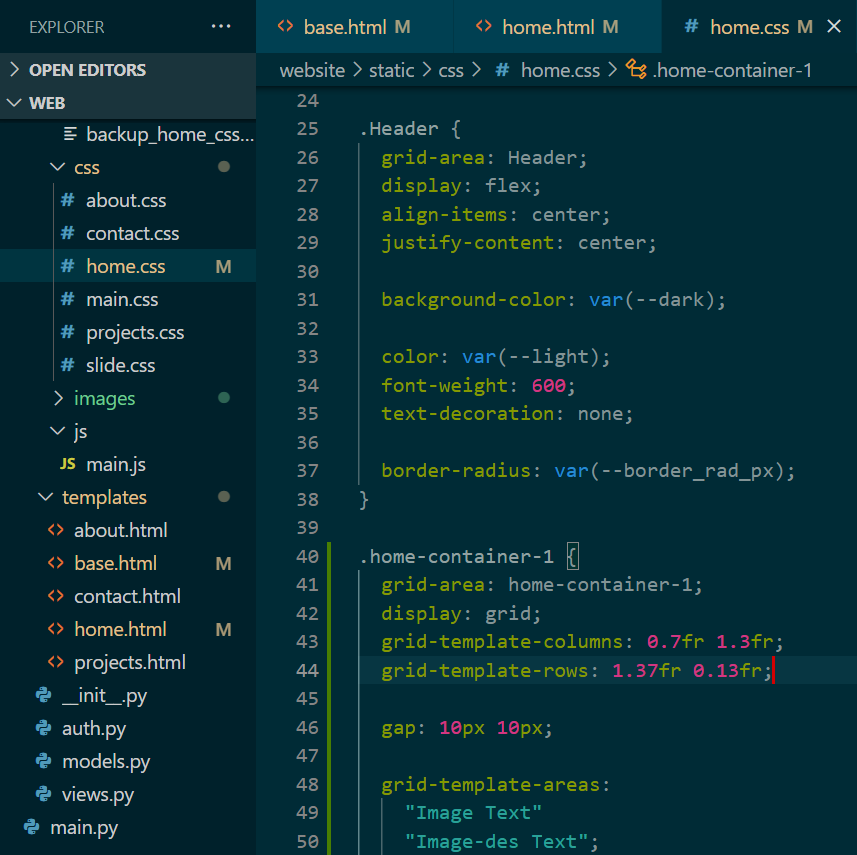 EXPLORER ...
OPEN EDITORS
WEB
backup_home_css...
css
# about.css
# contact.css
# home.css M
# main.css
# projects.css
# slide.css
images
js
JS main.js
templates
<> about.html
<> base.html M
<> contact.html
<> home.html M
<> projects.html
__init__.py
auth.py
models.py
views.py
main.py
<> base.html M <> home.html M # home.css M ×
website > static > css > # home.css > .home-container-1
24
25 .Header {
26 grid-area: Header;
27 display: flex;
28 align-items: center;
29 justify-content: center;
30
31 background-color: var(--dark);
32
33 color: var(--light);
34 font-weight: 600;
35 text-decoration: none;
36
37 border-radius: var(--border_rad_px);
38 }
39
40 .home-container-1 {
41 grid-area: home-container-1;
42 display: grid;
43 grid-template-columns: 0.7fr 1.3fr;
44 grid-template-rows: 1.37fr 0.13fr;
45
46 gap: 10px 10px;
47
48 grid-template-areas:
49 "Image Text"
50 "Image-des Text";